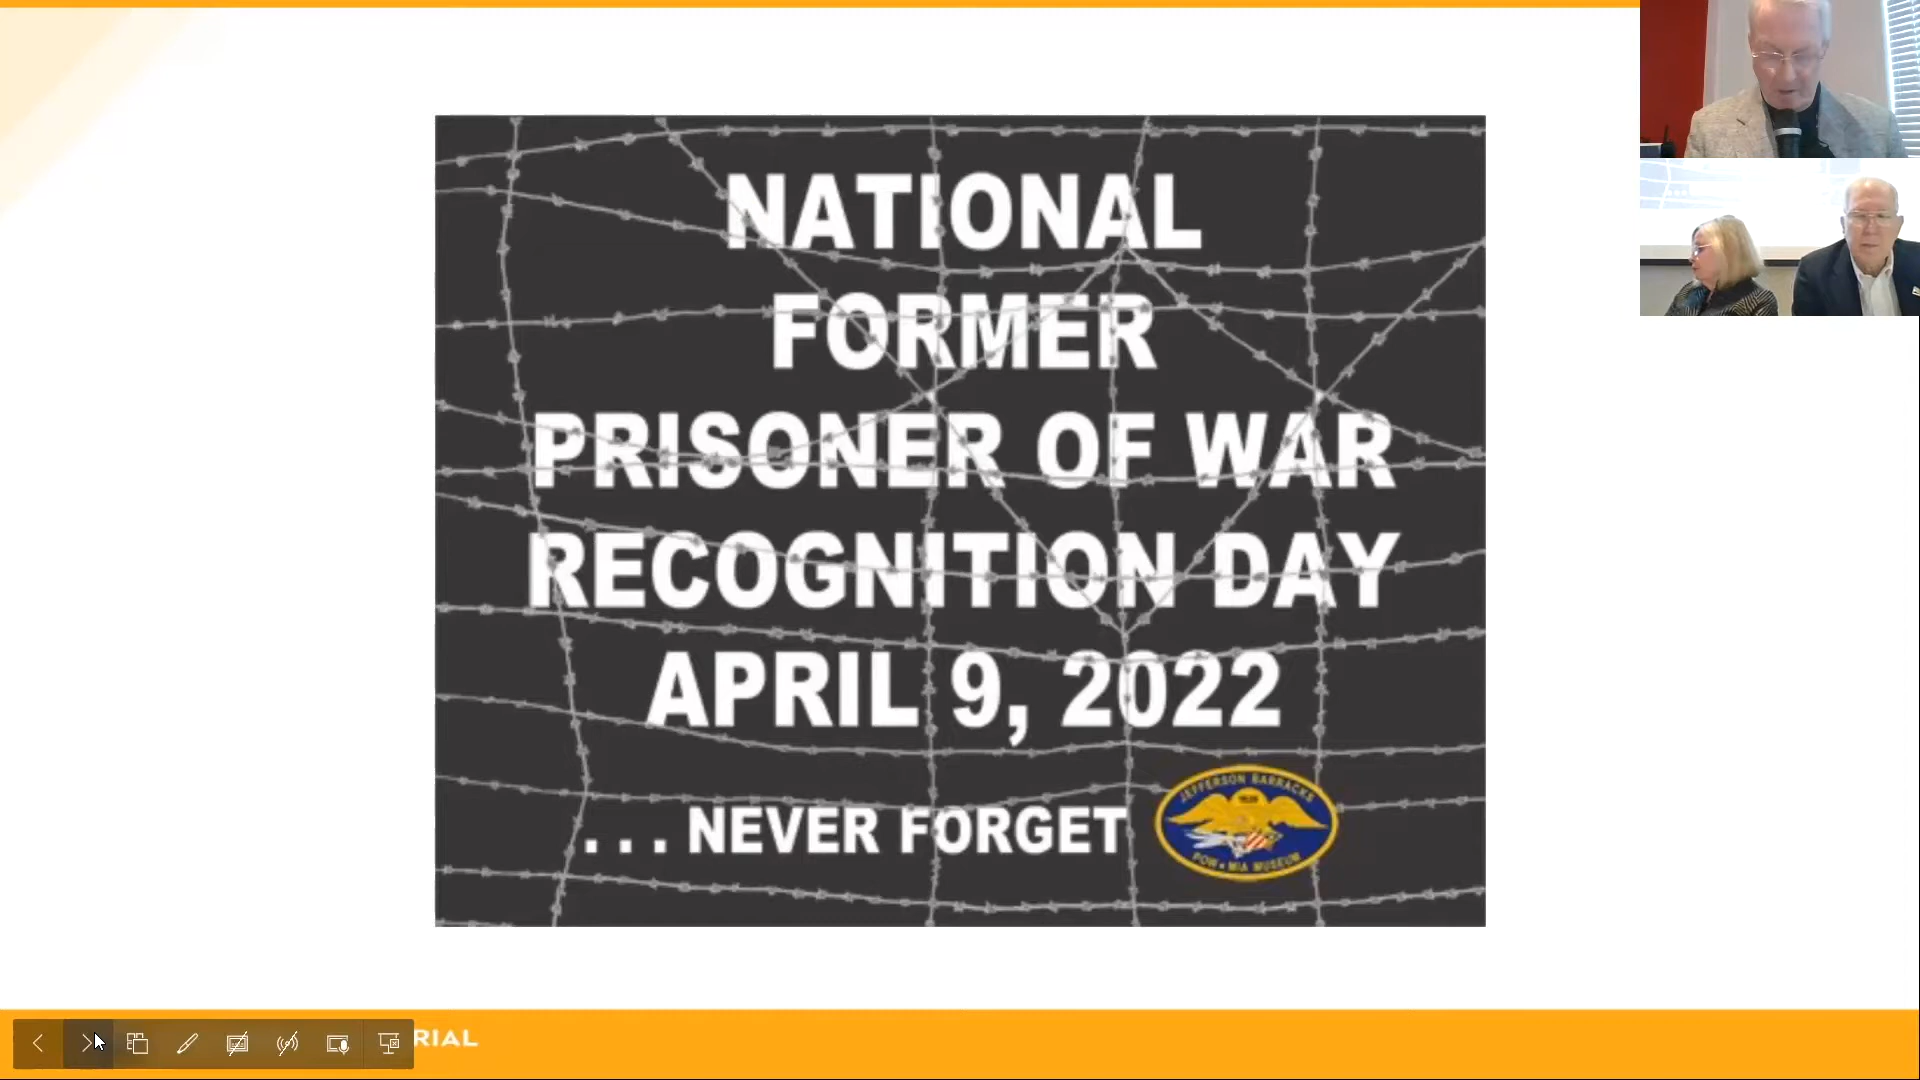 NATIONAL
FORMER
PRISONER OF WAR
RECOGNITION DAY
APRIL 9, 2022
. . . NEVER FORGET
JEFFERSON BARRACKS
POW MIA MUSEUM
RIAL